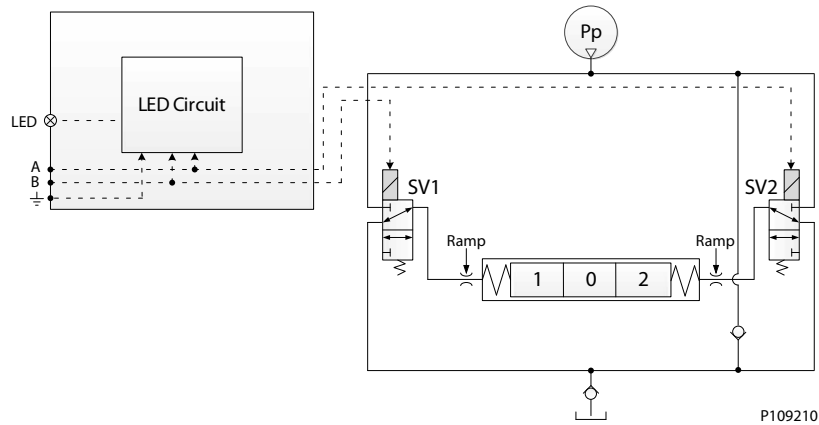 Pp
LED Circuit
LED
A
B
SV1
SV2
Ramp
Ramp
1 0 2
P109210